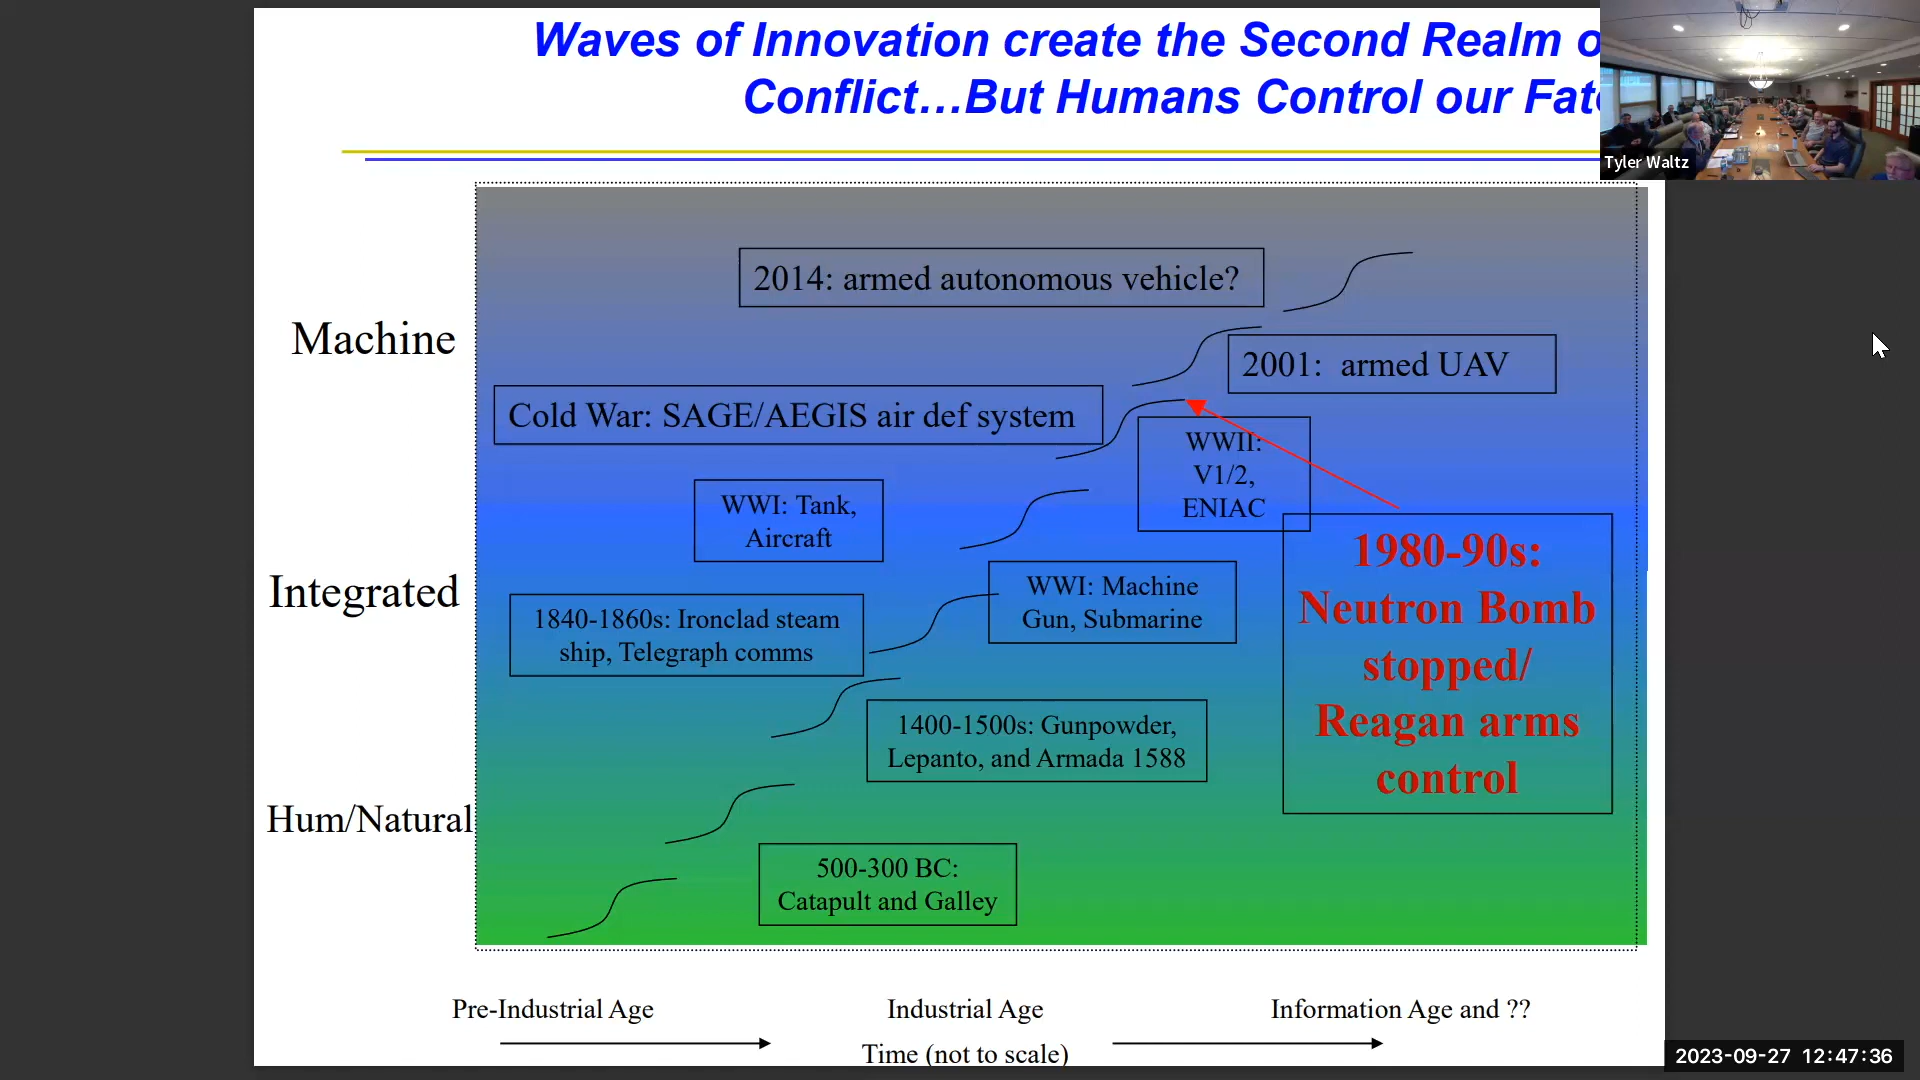 Waves of Innovation create the Second Realm
Conflict…But Humans Control our
Tyler Waltz
2014: armed autonomous vehicle?
Machine
2001: armed UAV
Cold War: SAGE/AEGIS air def system
WWII:
V1/2,
ENIAC
WWI: Tank,
Aircraft
1980-90s:
Neutron Bomb
stopped/
Reagan arms
control
Integrated
WWI: Machine
Gun, Submarine
1840-1860s: Ironclad steam
ship, Telegraph comms
1400-1500s: Gunpowder,
Lepanto, and Armada 1588
Hum/Natural
500-300 BC:
Catapult and Galley
Pre-Industrial Age
Industrial Age
Information Age and ??
Time (not to scale)
2023-09-27 12:47:36